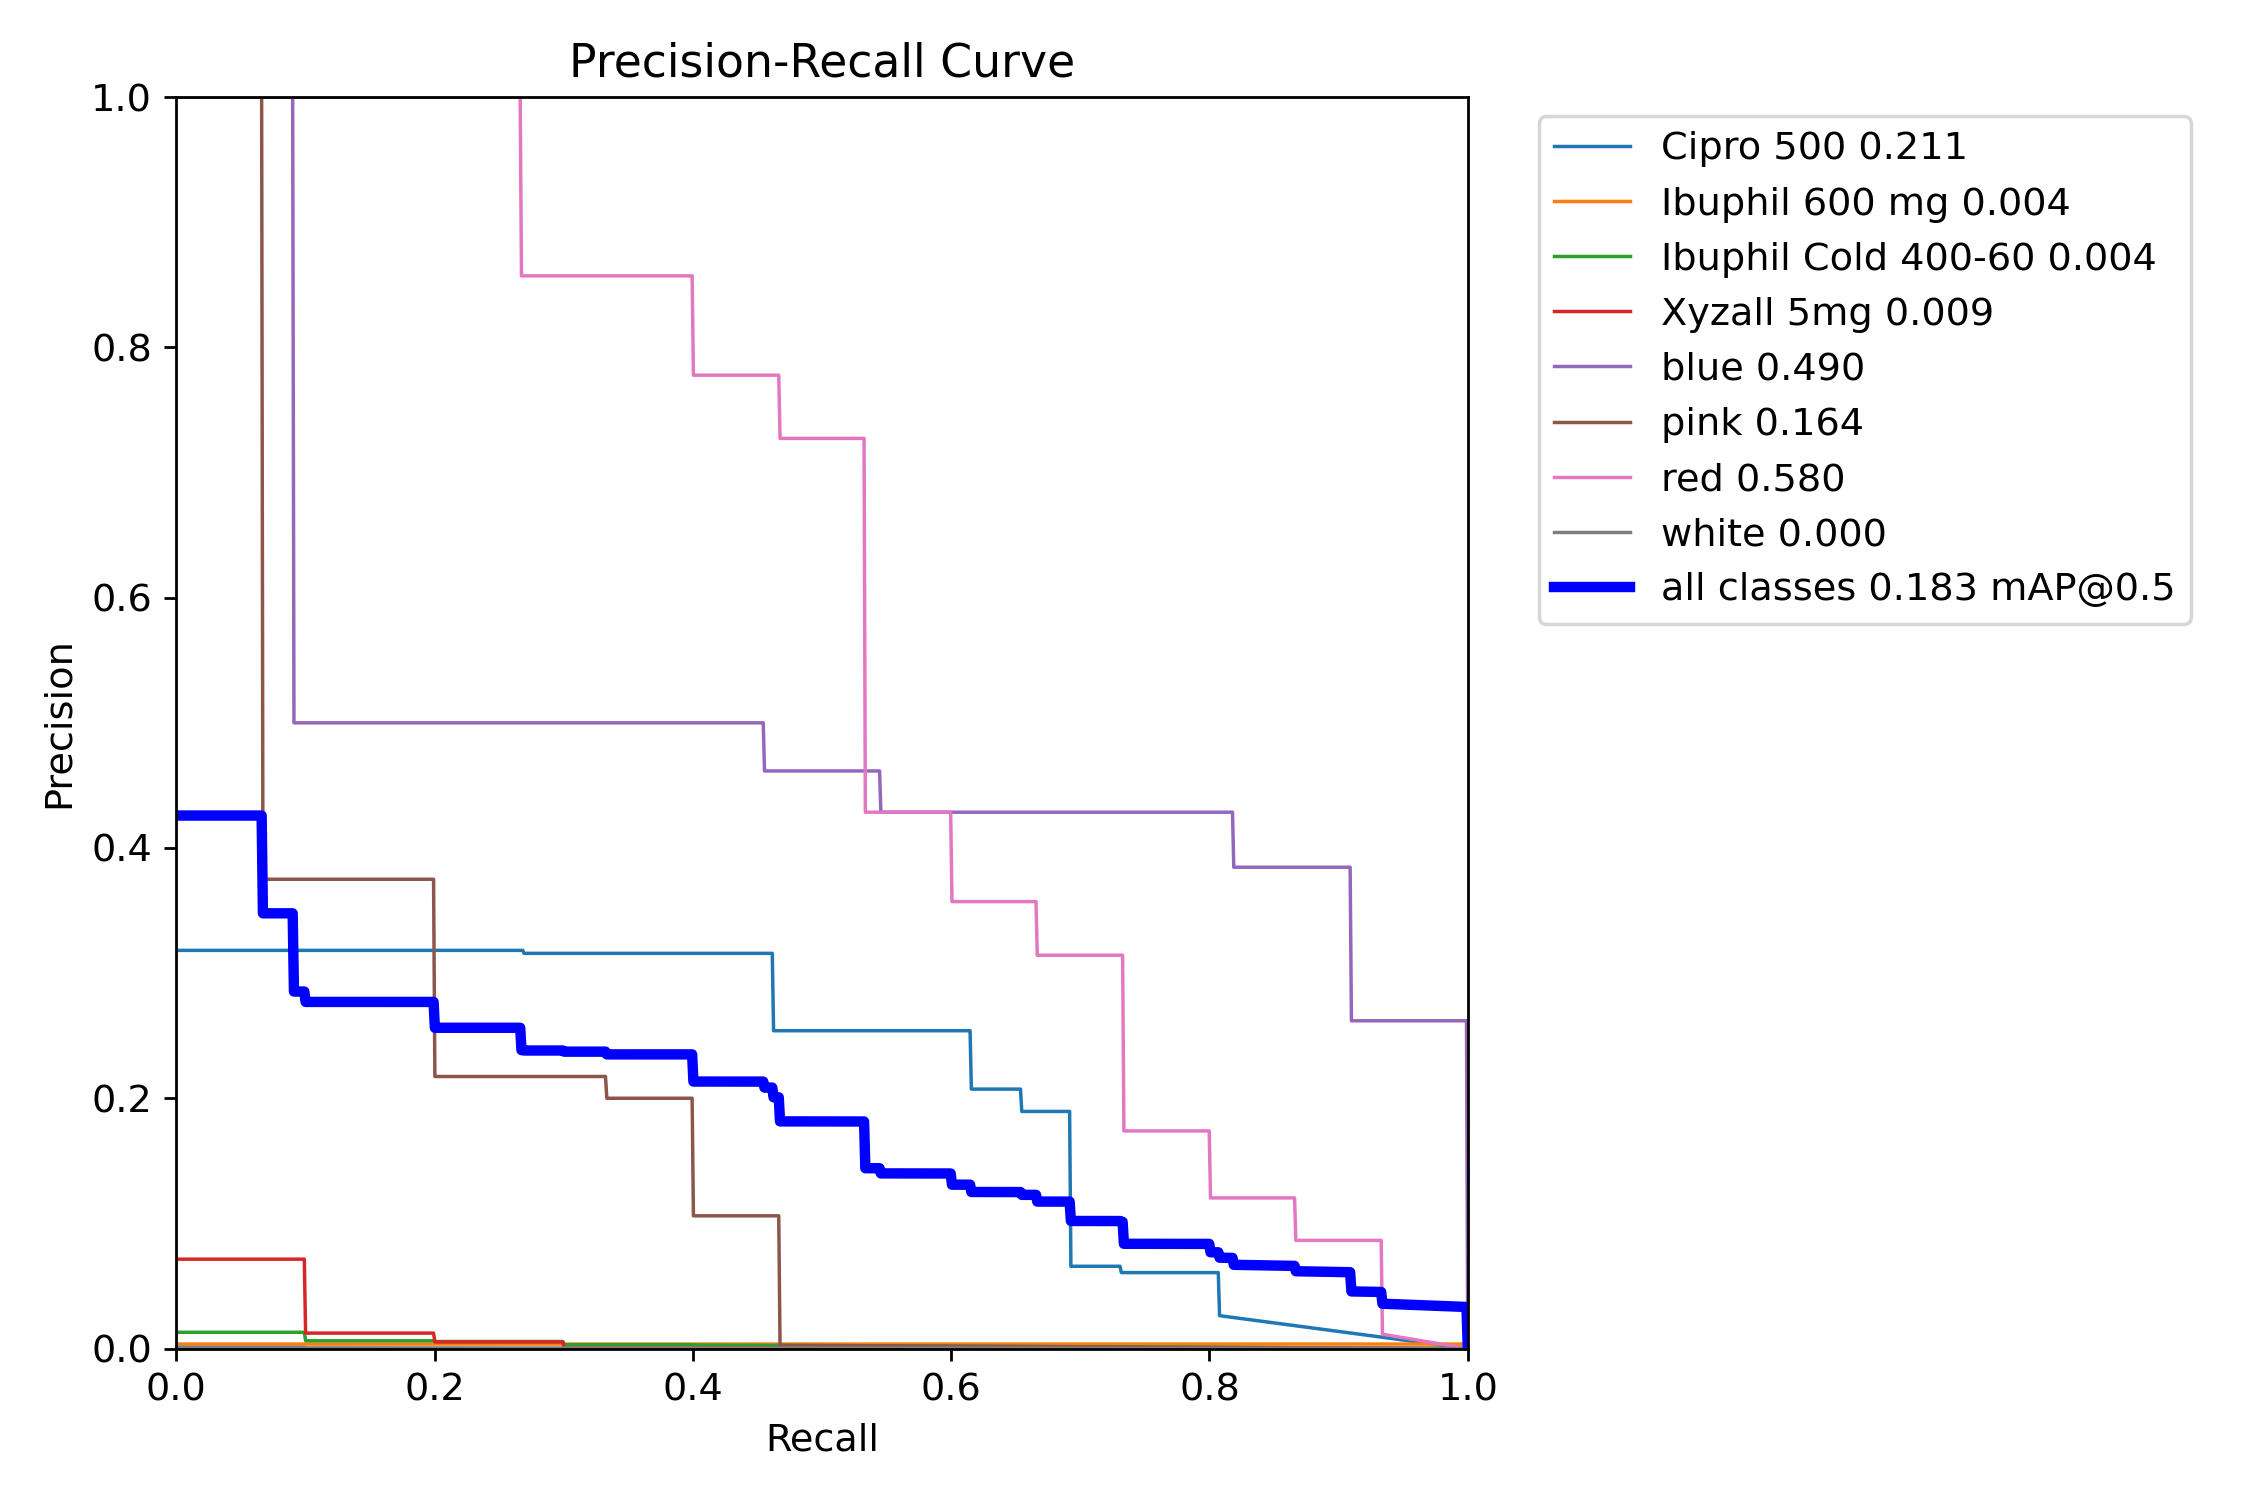 Precision-Recall Curve
1.0
0.8
0.6
0.4
0.2
0.0
Precision
0.0 0.2 0.4 0.6 0.8 1.0
Recall
Cipro 500 0.211
Ibuphil 600 mg 0.004
Ibuphil Cold 400-60 0.004
Xyzall 5mg 0.009
blue 0.490
pink 0.164
red 0.580
white 0.000
all classes 0.183 mAP@0.5